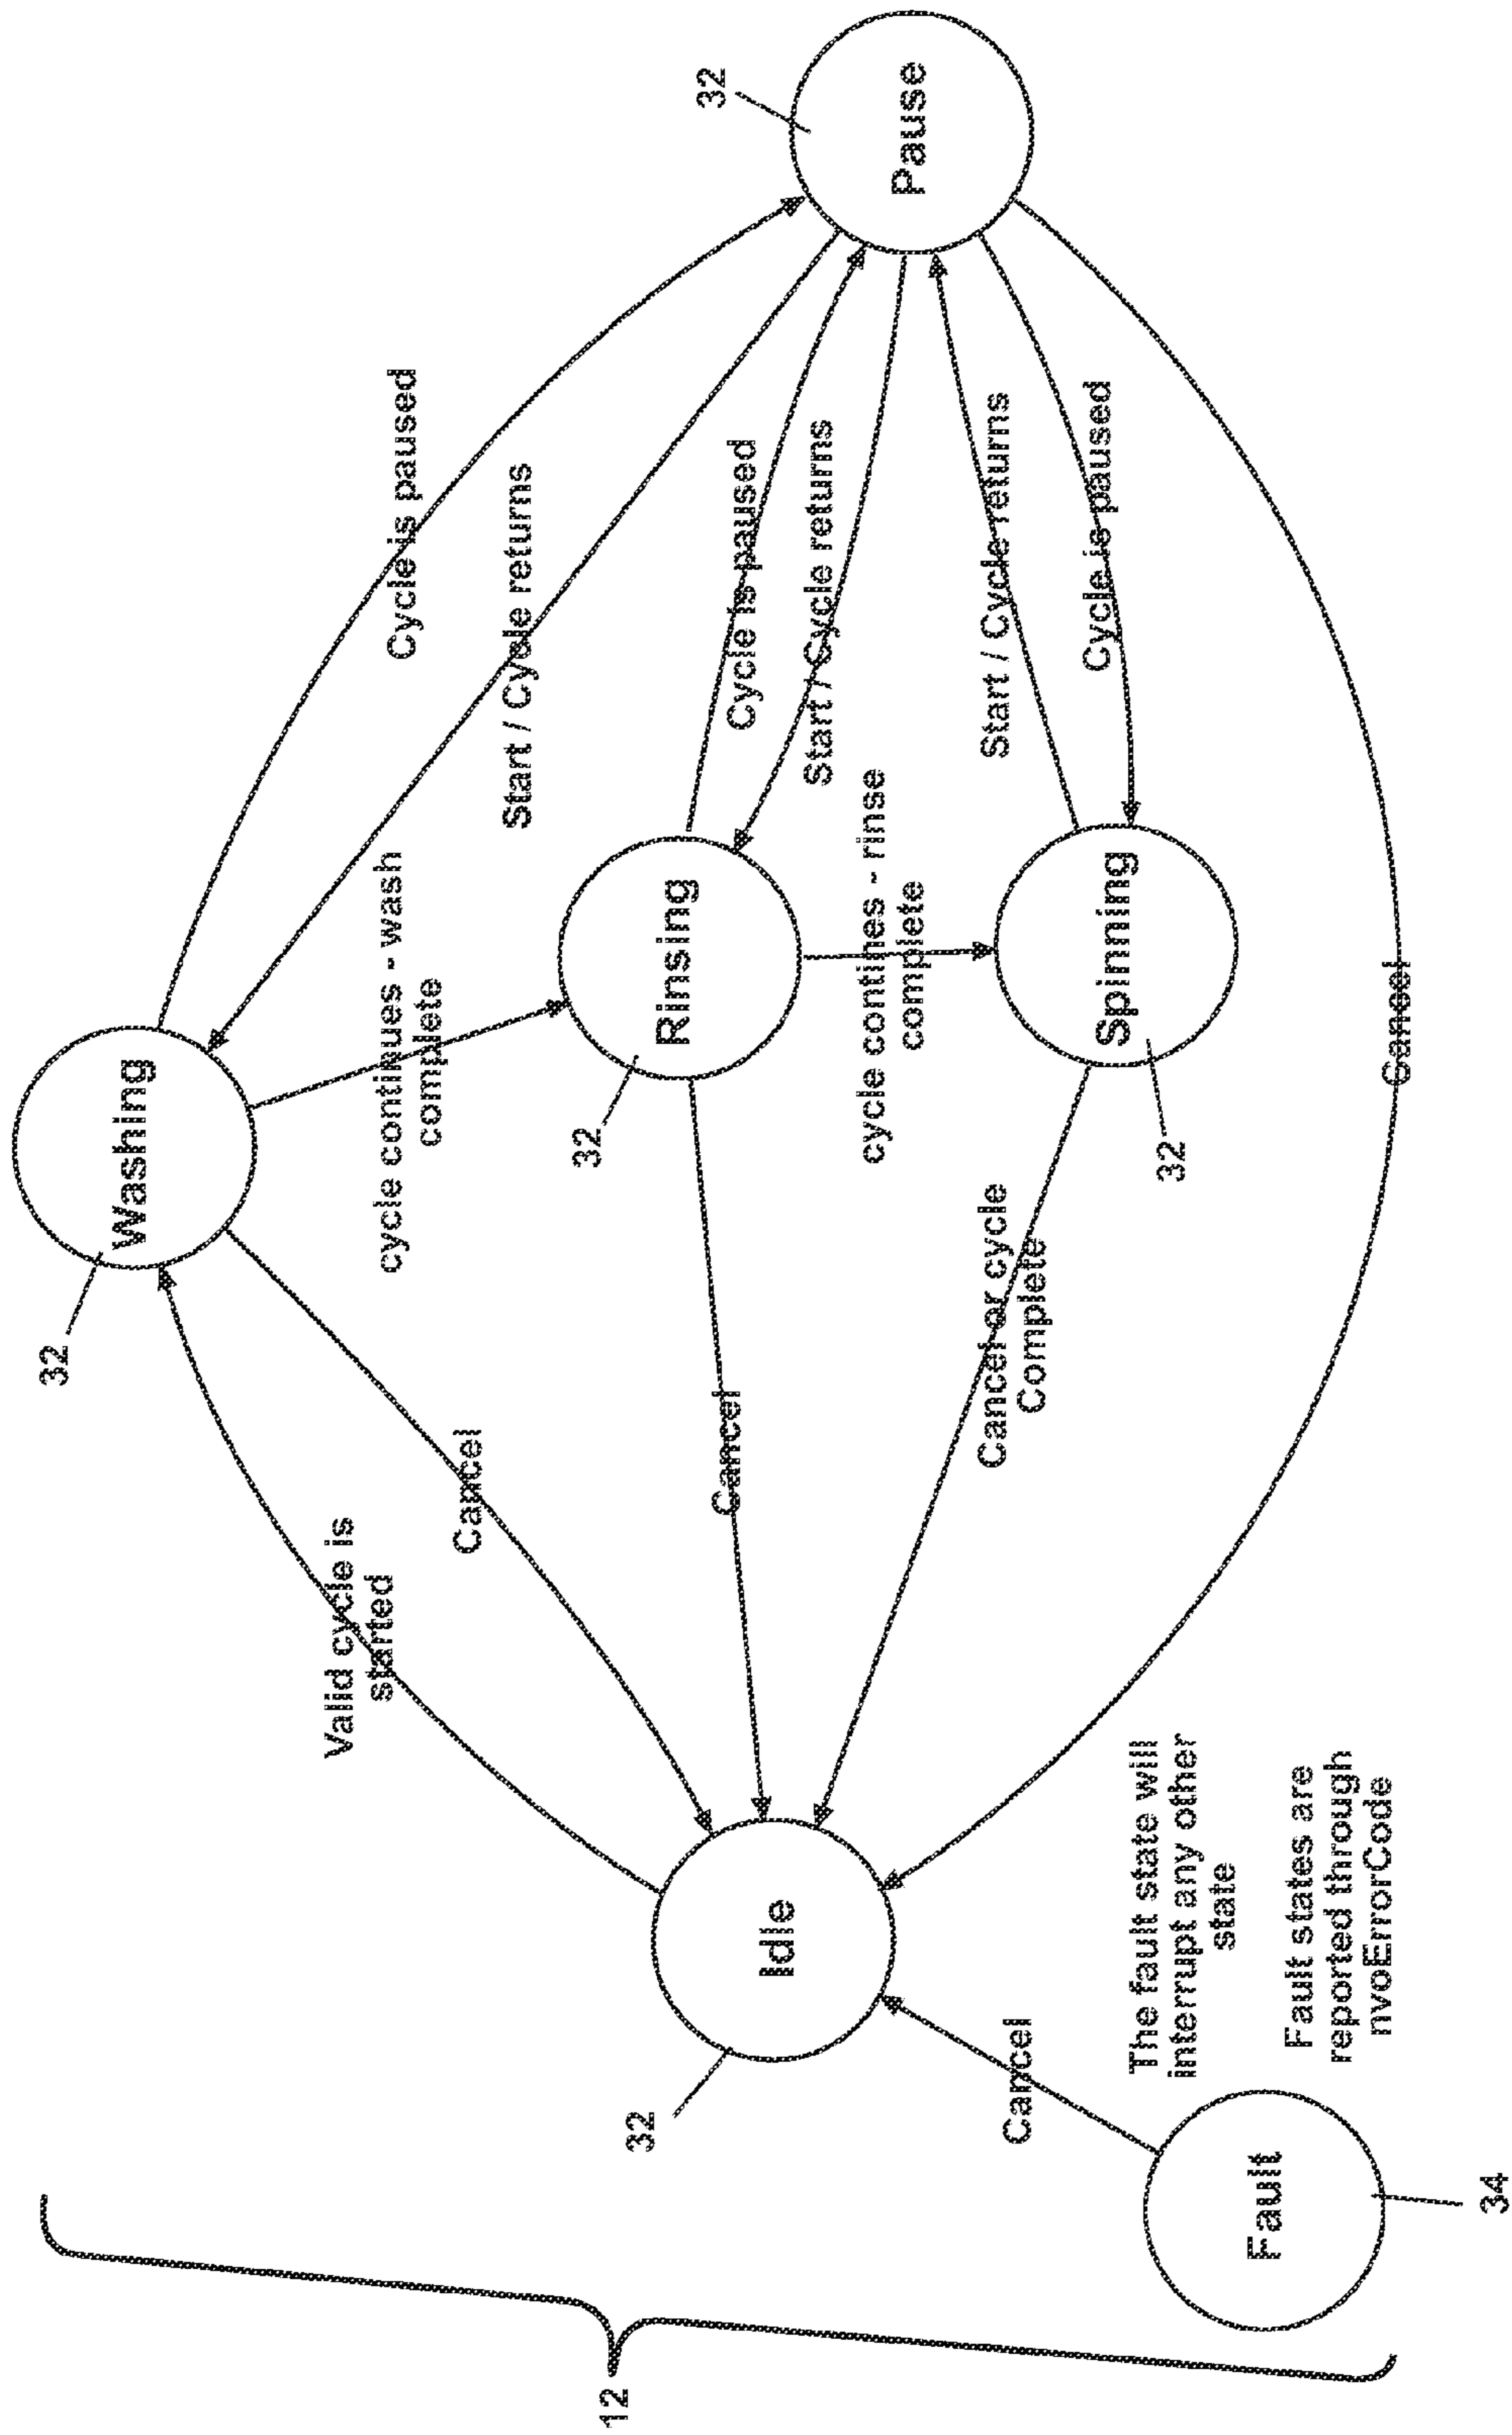 32
Washing
Valid cycle is
started
Cancel
cycle continues - wash
complete
Cycle is paused
Start / Cycle returns
12
32
Idle
32
Rinsing
Cancel
Cycle is paused
Start / Cycle returns
32
Pause
cycle contines - rinse
complete
Cancel or cycle
Complete
Start / Cycle returns
Cycle is paused
Spinning
32
Cancel
Cancel
The fault state will
interrupt any other
state
Fault states are
reported through
nvoErrorCode
Fault
34